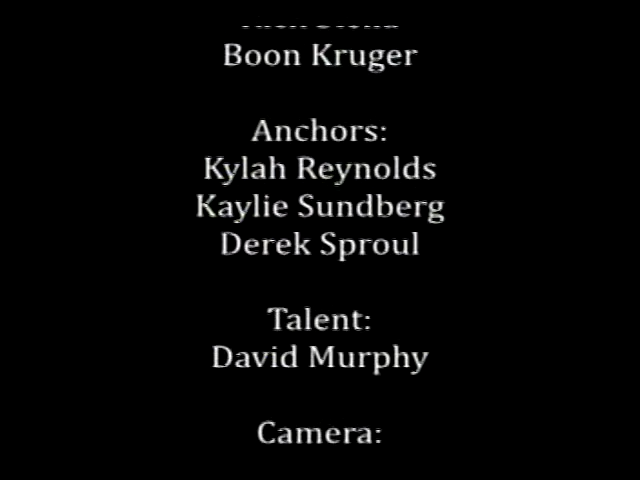 Boon Kruger
Anchors:
Kylah Reynolds
Kaylie Sundberg
Derek Sproul
Talent:
David Murphy
Camera: